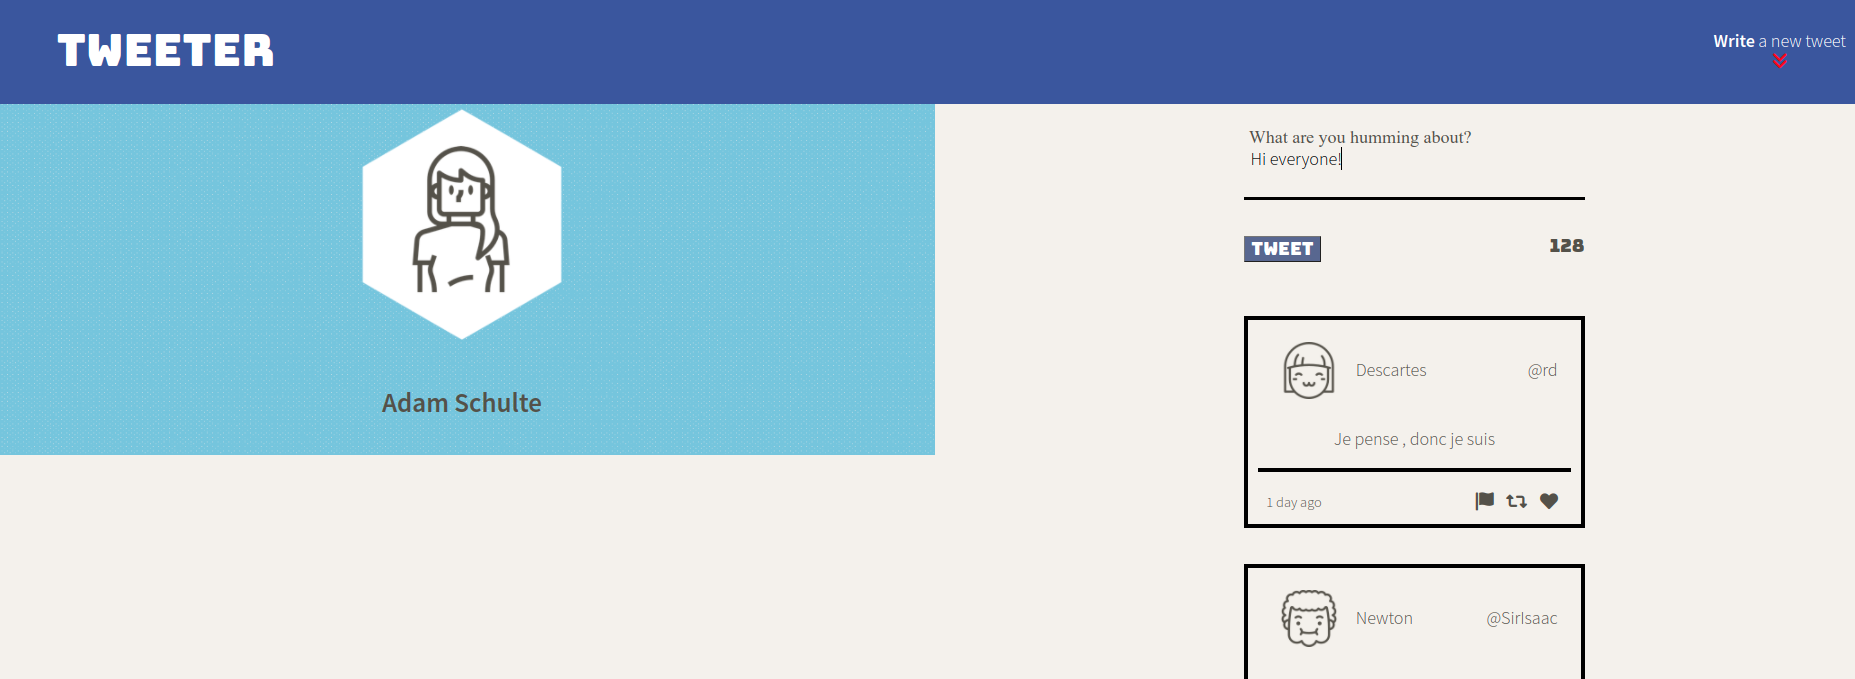 TWEETER
Write a new tweet
Adam Schulte
What are you humming about?
Hi everyone!
TWEET
128
Descartes
@rd
Je pense , donc je suis
1 day ago
Newton
@SirIsaac